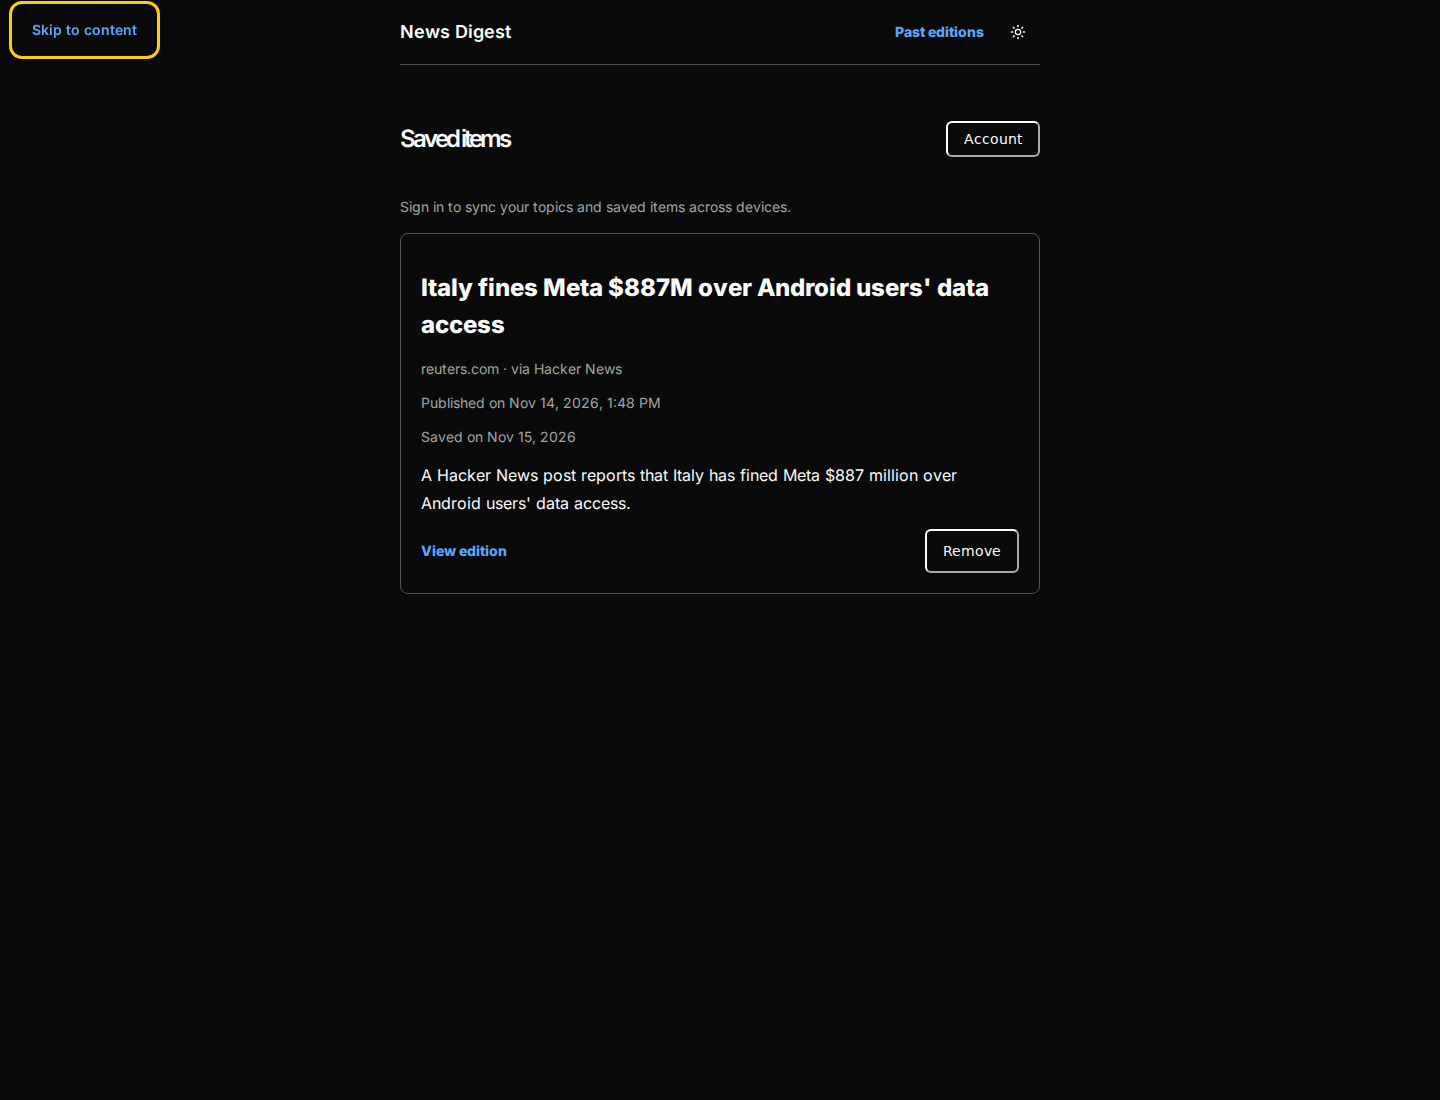 Skip to content
News Digest
Past editions
Saved items
Account
Sign in to sync your topics and saved items across devices.
Italy fines Meta $887M over Android users' data
access
reuters.com · via Hacker News
Published on Nov 14, 2026, 1:48 PM
Saved on Nov 15, 2026
A Hacker News post reports that Italy has fined Meta $887 million over
Android users' data access.
View edition
Remove